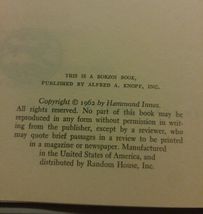 THIS IS A BORZOI BOOK,
PUBLISHED BY ALFRED A. KNOPF, INC.
Copyright © 1962 by Hammond Innes.
All rights reserved. No part of this book may be
reproduced in any form without permission in writ-
ing from the publisher, except by a reviewer, who
may quote brief passages in a review to be printed
in a magazine or newspaper. Manufactured
in the United States of America, and
distributed by Random House, Inc.